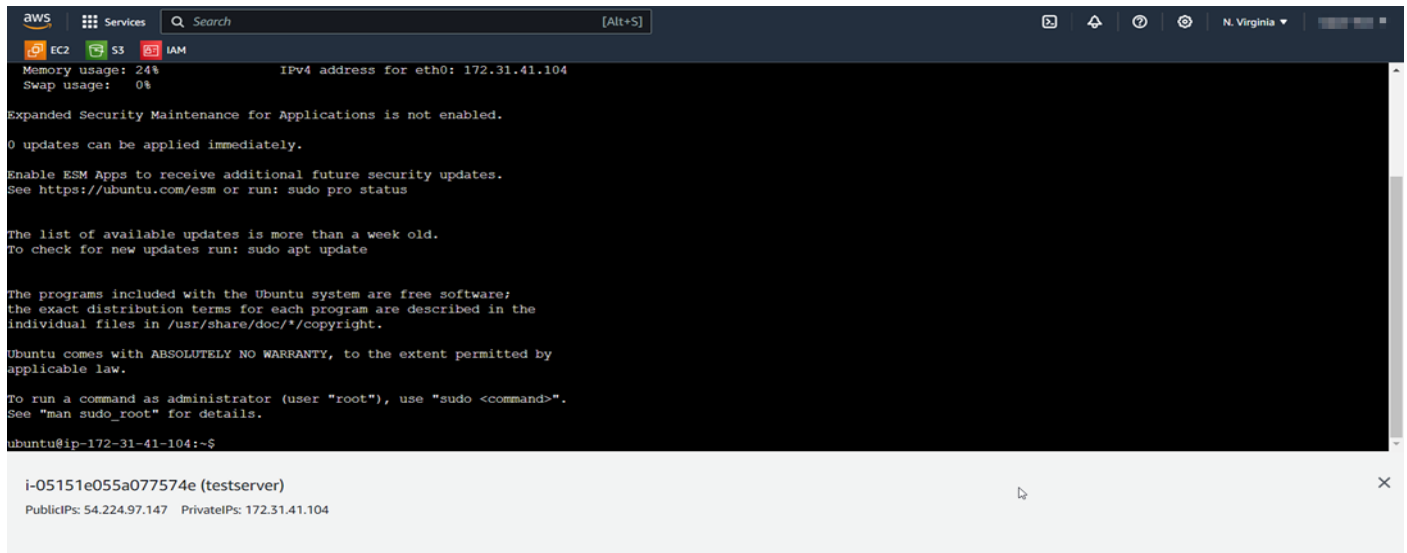 aws Services Search [Alt+S] N. Virginia
EC2 S3 IAM
Memory usage: 24% IPv4 address for eth0: 172.31.41.104
Swap usage: 0%
Expanded Security Maintenance for Applications is not enabled.
0 updates can be applied immediately.
Enable ESM Apps to receive additional future security updates.
See https://ubuntu.com/esm or run: sudo pro status
The list of available updates is more than a week old.
To check for new updates run: sudo apt update
The programs included with the Ubuntu system are free software;
the exact distribution terms for each program are described in the
individual files in /usr/share/doc/*/copyright.
Ubuntu comes with ABSOLUTELY NO WARRANTY, to the extent permitted by
applicable law.
To run a command as administrator (user "root"), use "sudo <command>".
See "man sudo_root" for details.
ubuntu@ip-172-31-41-104:~$
i-05151e055a077574e (testserver)
PublicIPs: 54.224.97.147 PrivateIPs: 172.31.41.104